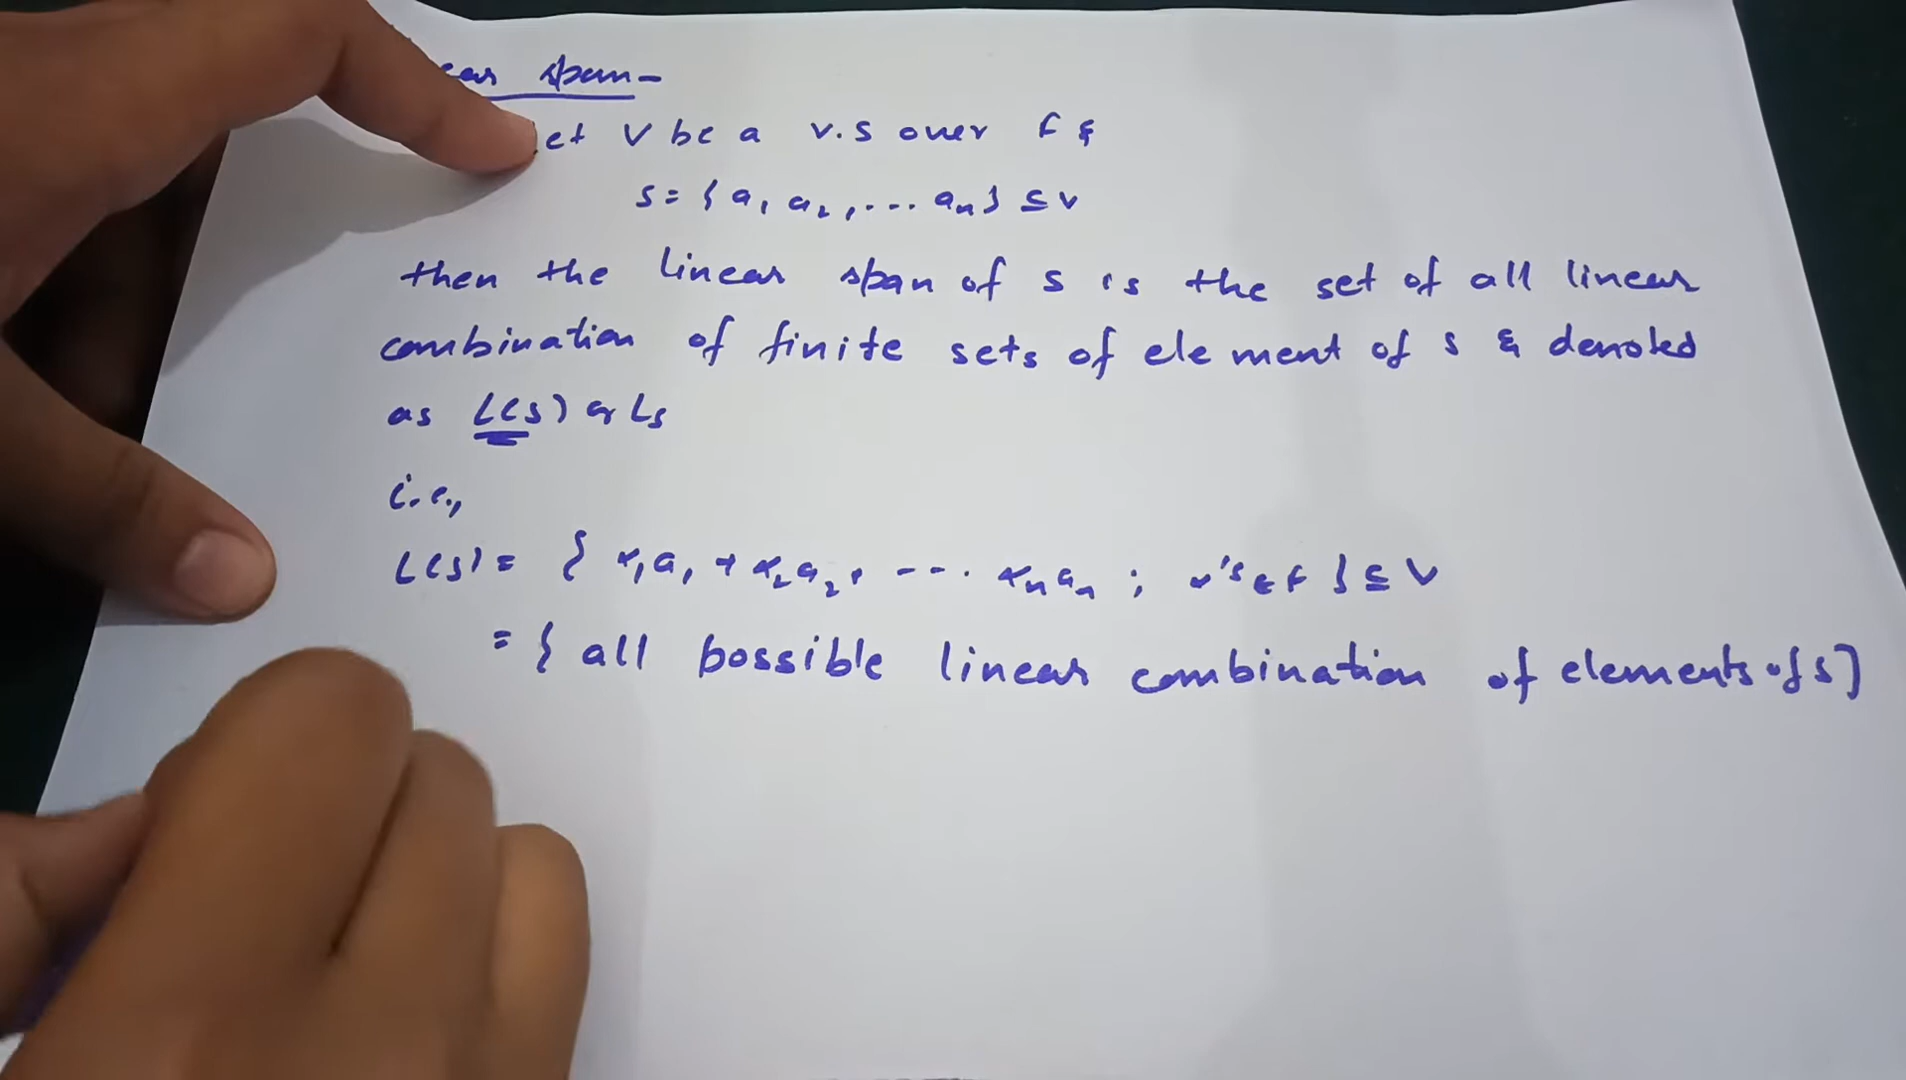 ear span-
et V be a v.s over F &
S = { a₁ a₂, ... aₙ } ⊆ V
then the linear span of S is the set of all linear
combination of finite sets of element of S & denoted
as L(S) or Ls
i.e.,
L(S) = { α₁a₁ + α₂a₂, --- αₙaₙ ; α's ∈ F } ⊆ V
= { all possible linear combination of elements of S }